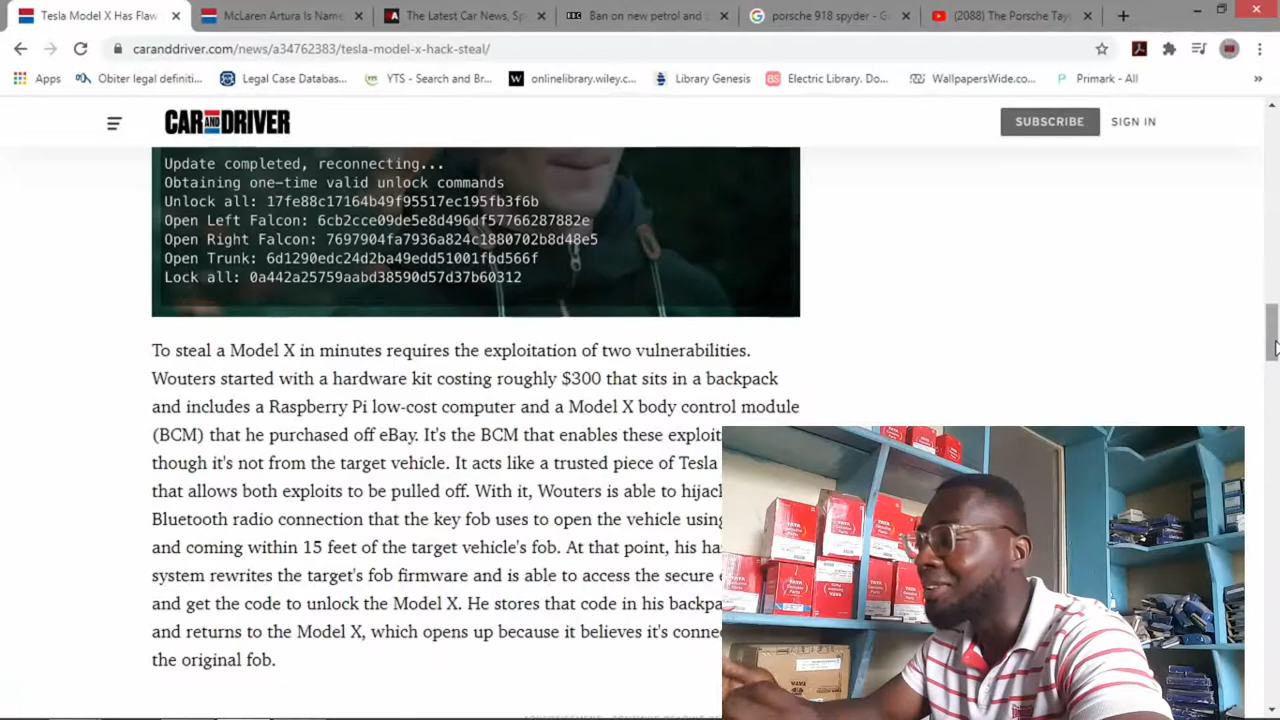 Tesla Model X Has Flaw
McLaren Artura Is Name
The Latest Car News, Sp
BBC
Ban on new petrol and
porsche 918 spyder - G
(2088) The Porsche Tay
caranddriver.com/news/a34762383/tesla-model-x-hack-steal/
Apps
Obiter legal definiti...
Legal Case Databas...
YTS - Search and Br...
W onlinelibrary.wiley.c...
Library Genesis
BS Electric Library. Do...
WallpapersWide.co...
P Primark - All
»
CAR AND DRIVER
SUBSCRIBE
SIGN IN
Update completed, reconnecting...
Obtaining one-time valid unlock commands
Unlock all: 17fe88c17164b49f95517ec195fb3f6b
Open Left Falcon: 6cb2cce09de5e8d496df57766287882e
Open Right Falcon: 7697904fa7936a824c1880702b8d48e5
Open Trunk: 6d1290edc24d2ba49edd51001fbd566f
Lock all: 0a442a25759aabd38590d57d37b60312
To steal a Model X in minutes requires the exploitation of two vulnerabilities.
Wouters started with a hardware kit costing roughly $300 that sits in a backpack
and includes a Raspberry Pi low-cost computer and a Model X body control module
(BCM) that he purchased off eBay. It's the BCM that enables these exploit
though it's not from the target vehicle. It acts like a trusted piece of Tesla
that allows both exploits to be pulled off. With it, Wouters is able to hijack
Bluetooth radio connection that the key fob uses to open the vehicle using
and coming within 15 feet of the target vehicle's fob. At that point, his ha
system rewrites the target's fob firmware and is able to access the secure
and get the code to unlock the Model X. He stores that code in his backpa
and returns to the Model X, which opens up because it believes it's conne
the original fob.
TATA
TATA
TATA
TATA
TATA